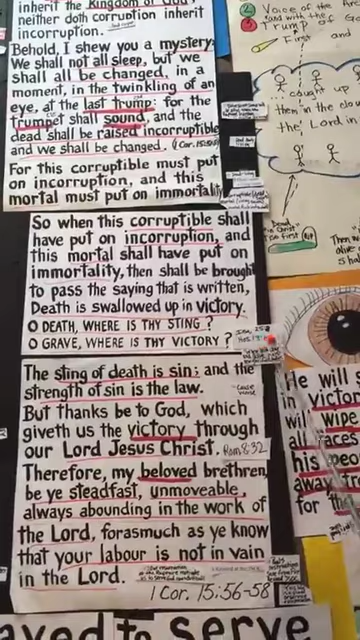 inherit the Kingdom of God,
neither doth corruption inherit
incorruption.
Behold, I shew you a mystery;
We shall not all sleep, but we
shall all be changed, in a
moment, in the twinkling of an
eye, at the last trump: for the
trumpet shall sound, and the
dead shall be raised incorruptible
and we shall be changed.
For this corruptible must put
on incorruption, and this
mortal must put on immortality
So when this corruptible shall
have put on incorruption, and
this mortal shall have put on
immortality, then shall be brought
to pass the saying that is written,
Death is swallowed up in victory.
O DEATH, WHERE IS THY STING?
O GRAVE, WHERE IS THY VICTORY?
The sting of death is sin; and the
strength of sin is the law.
But thanks be to God, which
giveth us the victory through
our Lord Jesus Christ. Rom 8:32
Therefore, my beloved brethren,
be ye steadfast, unmoveable,
always abounding in the work of
the Lord, forasmuch as ye know
that your labour is not in vain
in the Lord.
1 Cor. 15:56-58
to serve
Voice of the
Trump of
First and
caught up
then in the
the Lord in
He will
in victor
will wipe
all faces
his peo
away
for the